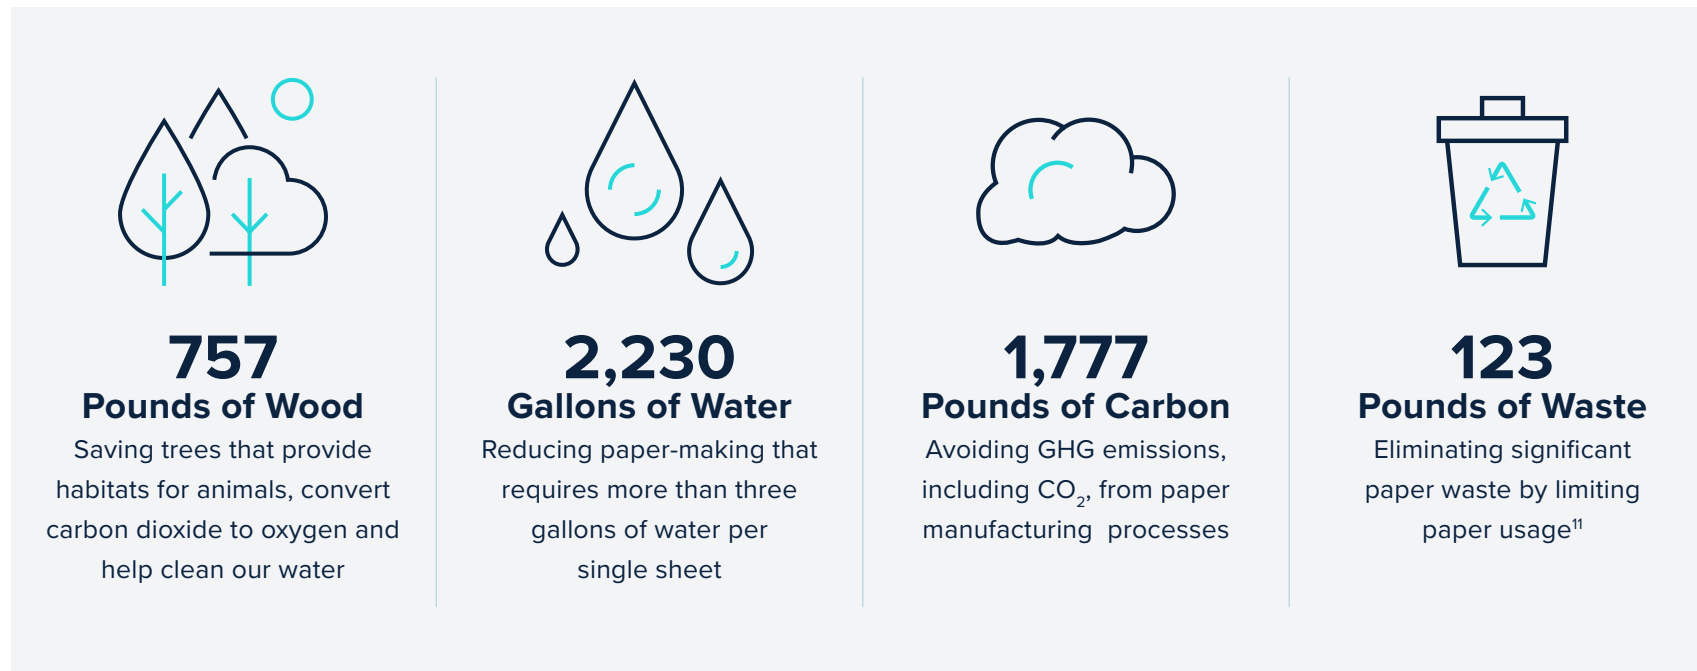 757
Pounds of Wood
Saving trees that provide
habitats for animals, convert
carbon dioxide to oxygen and
help clean our water
2,230
Gallons of Water
Reducing paper-making that
requires more than three
gallons of water per
single sheet
1,777
Pounds of Carbon
Avoiding GHG emissions,
including CO₂, from paper
manufacturing processes
123
Pounds of Waste
Eliminating significant
paper waste by limiting
paper usage¹¹